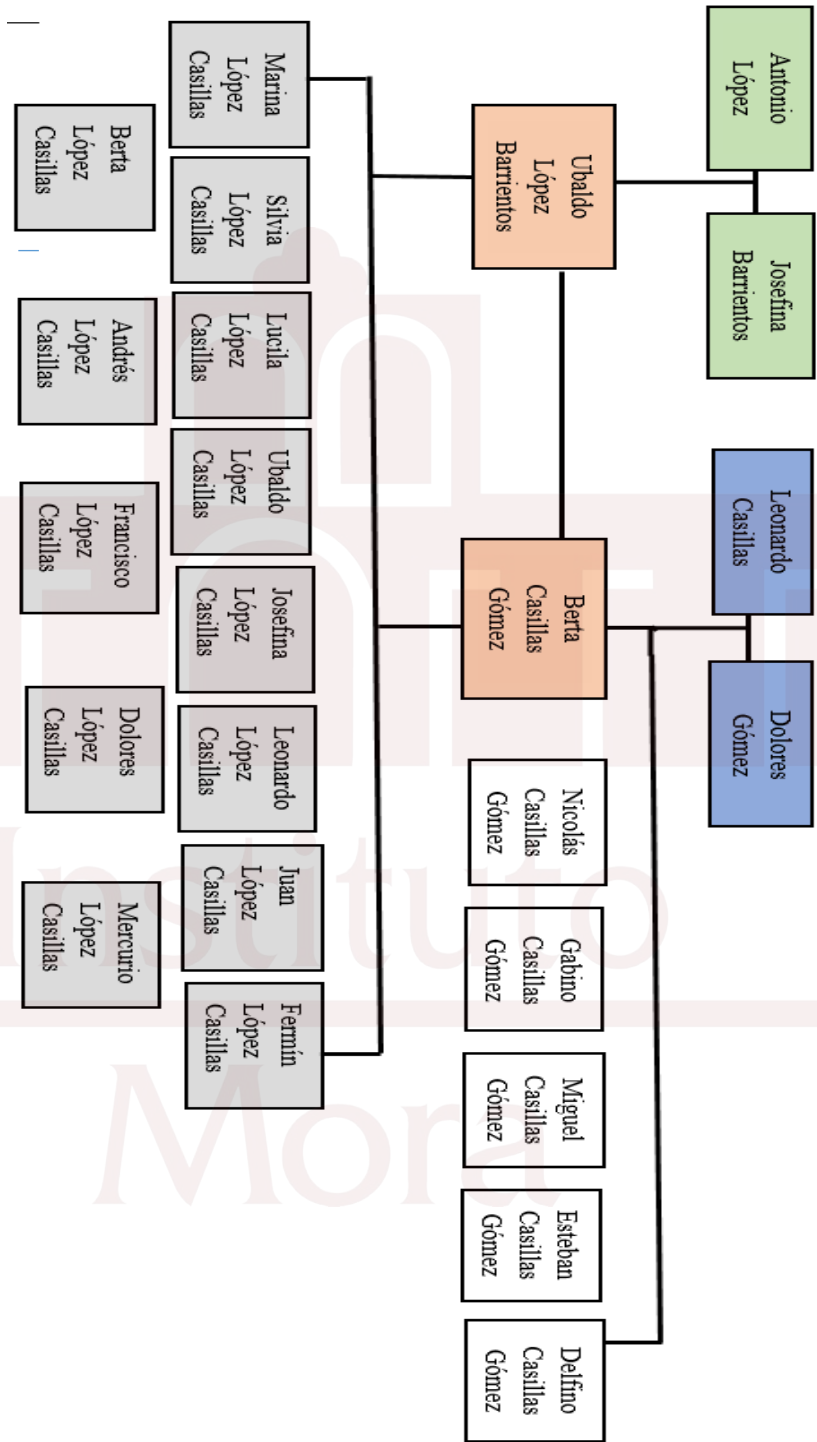 Antonio
López
Josefina
Barrientos
Leonardo
Casillas
Dolores
Gómez
Ubaldo
López
Barrientos
Berta
Casillas
Gómez
Nicolás
Casillas
Gómez
Gabino
Casillas
Gómez
Miguel
Casillas
Gómez
Esteban
Casillas
Gómez
Delfino
Casillas
Gómez
Marina
López
Casillas
Silvia
López
Casillas
Lucila
López
Casillas
Ubaldo
López
Casillas
Josefina
López
Casillas
Leonardo
López
Casillas
Juan
López
Casillas
Fermín
López
Casillas
Berta
López
Casillas
Andrés
López
Casillas
Francisco
López
Casillas
Dolores
López
Casillas
Mercurio
López
Casillas
Instituto
Mora